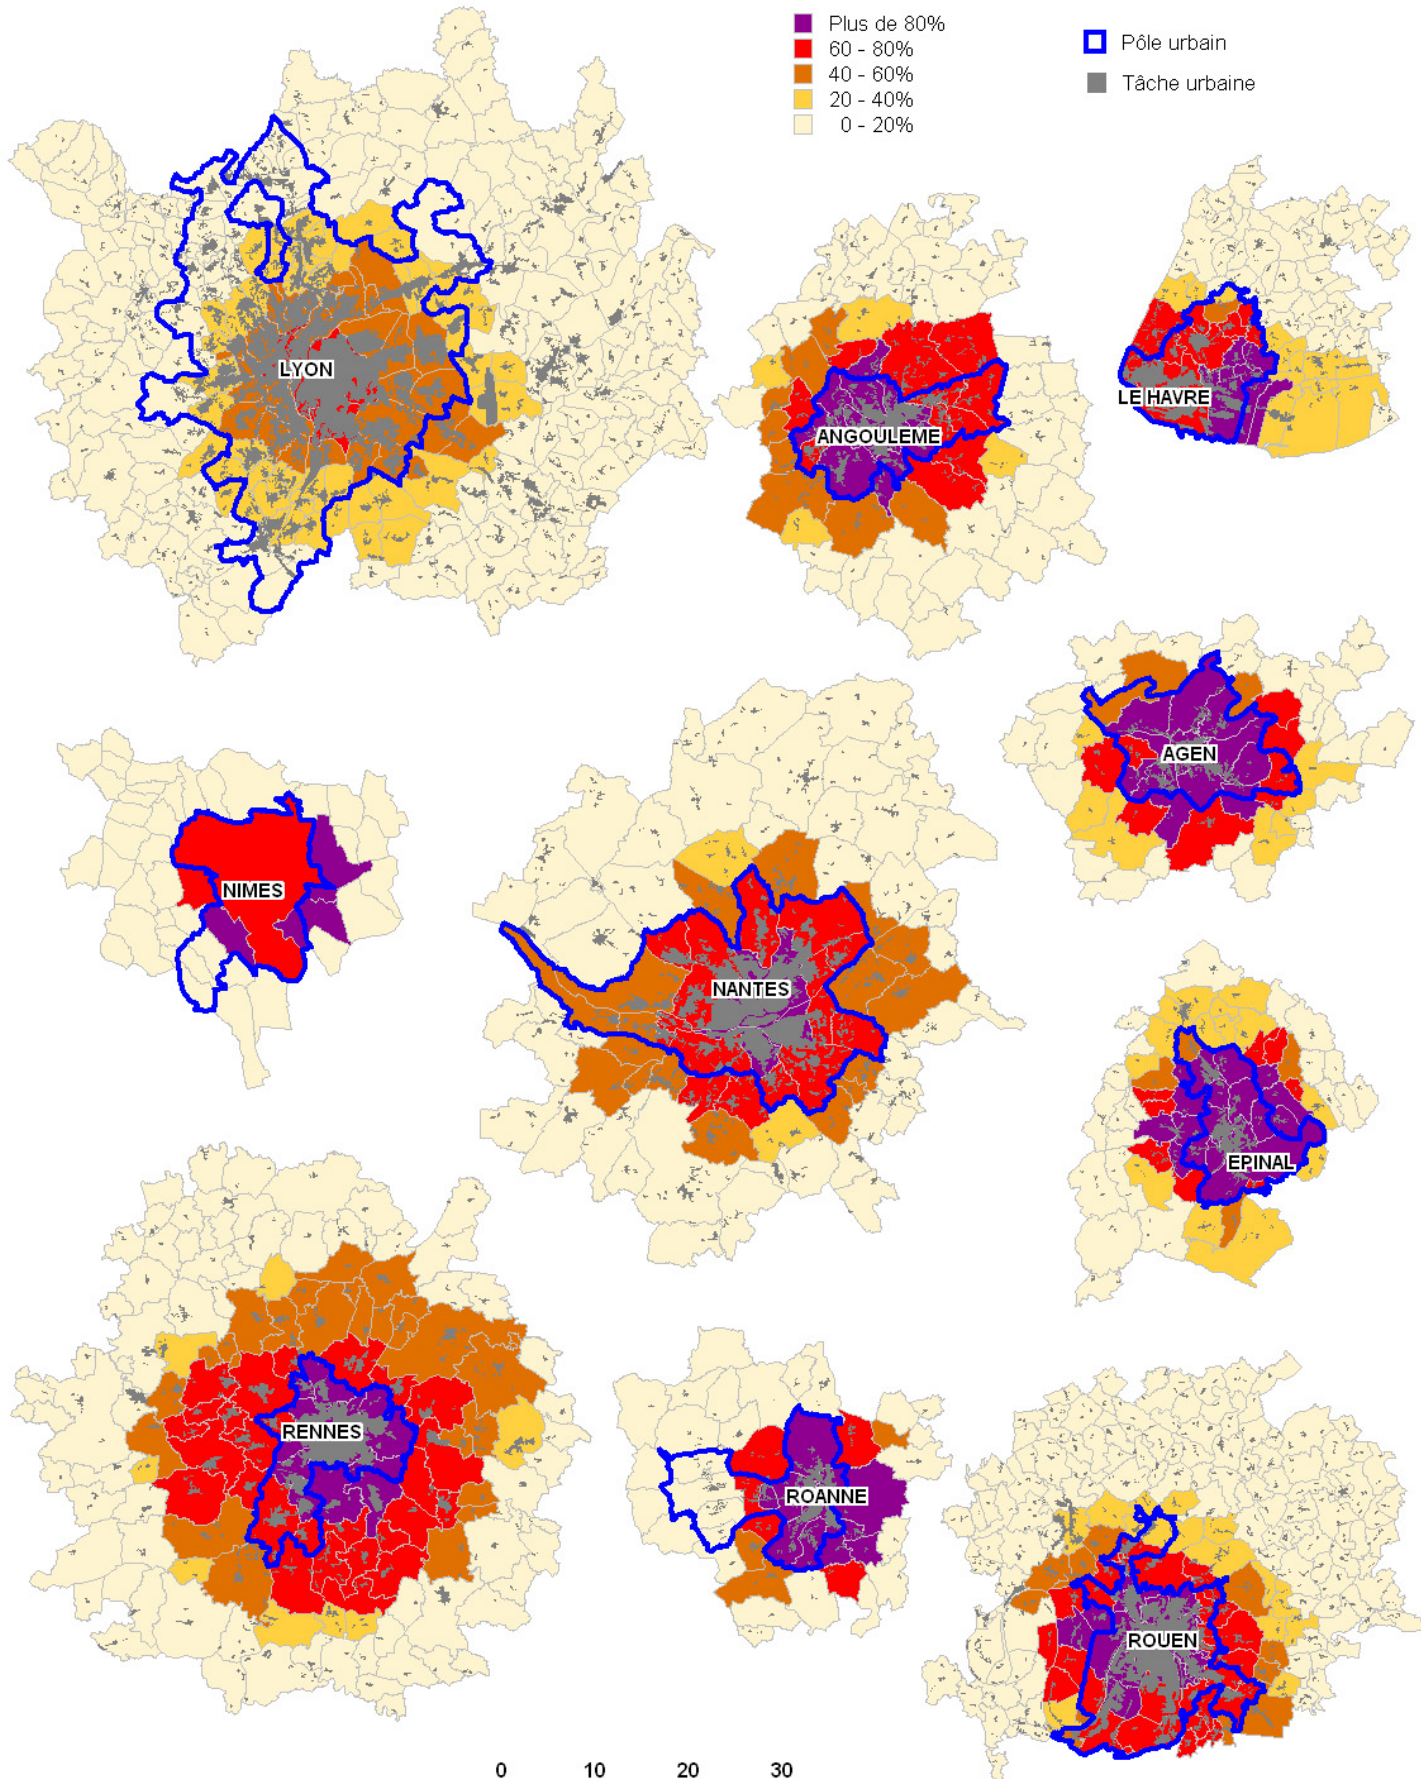 Plus de 80%
60 - 80%
40 - 60%
20 - 40%
0 - 20%
Pôle urbain
Tâche urbaine
LYON
ANGOULEME
LE HAVRE
AGEN
NIMES
NANTES
EPINAL
RENNES
ROANNE
ROUEN
0 10 20 30